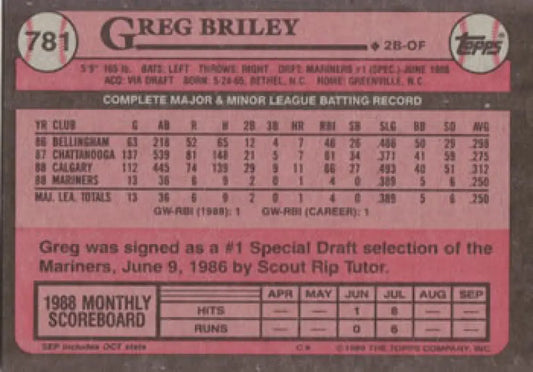 781
GREG BRILEY
◆ 2B-OF
TOPPS
5'9" 165 lb. BATS: LEFT THROWS: RIGHT DRFT: MARINERS #1 (SPEC.)-JUNE 1986
ACQ: VIA DRAFT BORN: 5-24-65, BETHEL, N.C. HOME: GREENVILLE, N.C.
COMPLETE MAJOR & MINOR LEAGUE BATTING RECORD
YR CLUB G AB R H 2B 3B HR RBI SB SLG BB SO AVG
86 BELLINGHAM 63 218 52 65 12 4 7 46 26 .486 50 29 .298
87 CHATTANOOGA 137 539 81 148 21 5 7 61 34 .371 41 59 .275
88 CALGARY 112 445 74 139 29 9 11 66 27 .493 40 51 .312
88 MARINERS 13 36 6 9 2 0 1 4 0 .389 5 6 .250
MAJ. LEA. TOTALS 13 36 6 9 2 0 1 4 0 .389 5 6 .250
GW-RBI (1988): 1 GW-RBI (CAREER): 1
Greg was signed as a #1 Special Draft selection of the
Mariners, June 9, 1986 by Scout Rip Tutor.
1988 MONTHLY
SCOREBOARD
APR MAY JUN JUL AUG SEP
HITS — — 1 8 — —
RUNS — — 0 6 — —
SEP includes OCT stats
© 1989 THE TOPPS COMPANY, INC.